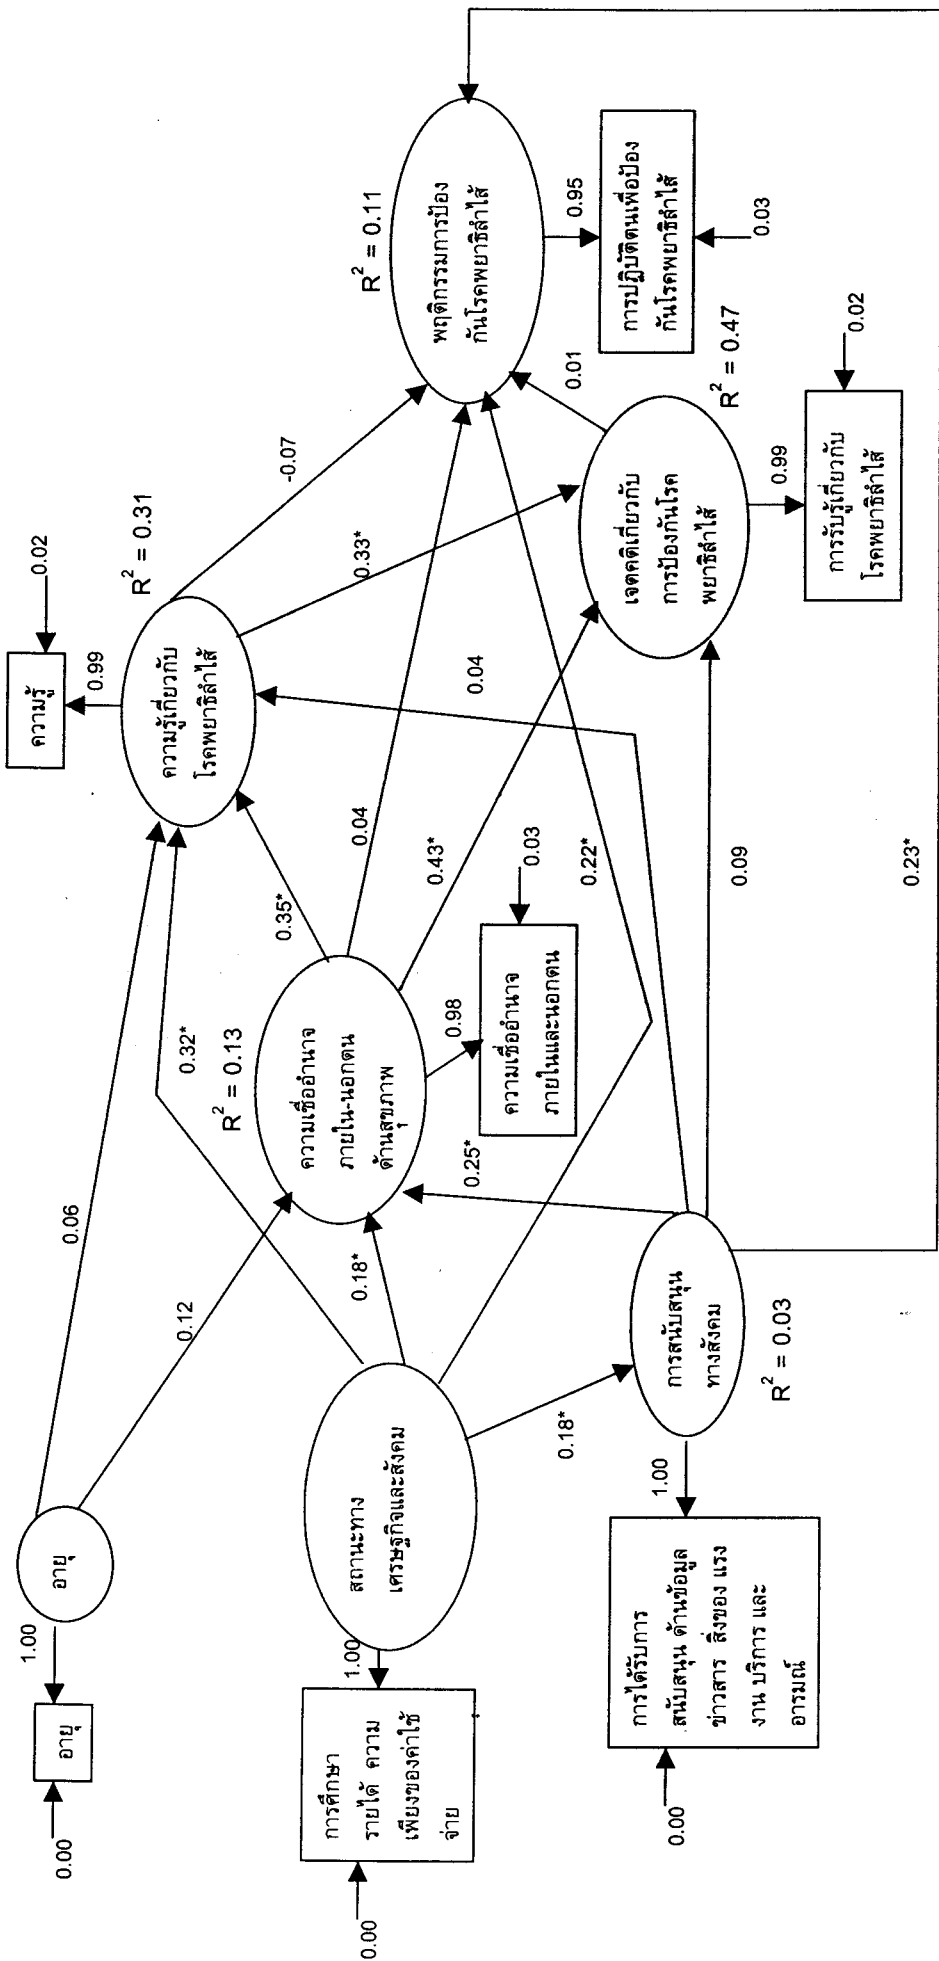 อายุ
1.00
อายุ
0.00
0.06
0.12
สถานะทาง
เศรษฐกิจและสังคม
1.00
การศึกษา
รายได้ ความ
เพียงของค่าใช้
จ่าย
0.00
0.32*
0.18*
0.18*
0.22*
การสนับสนุน
ทางสังคม
R² = 0.03
1.00
การได้รับการ
สนับสนุน ด้านข้อมูล
ข่าวสาร สิ่งของ แรง
งาน บริการ และ
อารมณ์
0.00
0.25*
0.04
0.09
0.23*
R² = 0.13
ความเชื่ออำนาจ
ภายใน-นอกตน
ด้านสุขภาพ
0.98
ความเชื่ออำนาจ
ภายในและนอกตน
0.03
0.35*
0.04
0.43*
ความรู้
0.02
0.99
R² = 0.31
ความรู้เกี่ยวกับ
โรคพยาธิลำไส้
-0.07
0.33*
เจตคติเกี่ยวกับ
การป้องกันโรค
พยาธิลำไส้
R² = 0.47
0.99
การรับรู้เกี่ยวกับ
โรคพยาธิลำไส้
0.02
0.01
R² = 0.11
พฤติกรรมการป้อง
กันโรคพยาธิลำไส้
0.95
การปฏิบัติตนเพื่อป้อง
กันโรคพยาธิลำไส้
0.03